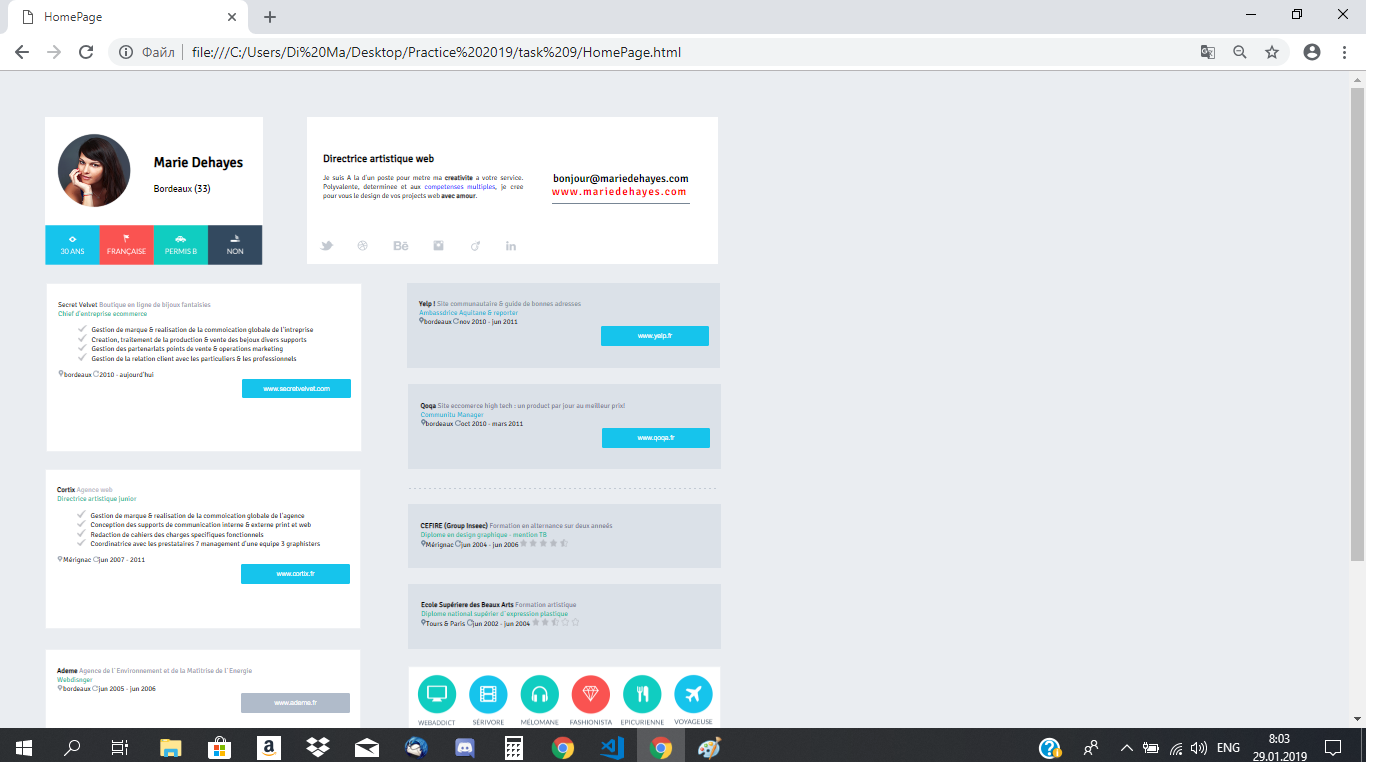 HomePage
Файл file:///C:/Users/Di%20Ma/Desktop/Practice%202019/task%209/HomePage.html
Marie Dehayes
Bordeaux (33)
30 ANS FRANÇAISE PERMIS B NON
Directrice artistique web
Je suis A la d'un poste pour metre ma creativite a votre service.
Polyvalente, determinee et aux competenses multiples, je cree
pour vous le design de vos projects web avec amour.
bonjour@mariedehayes.com
www.mariedehayes.com
Bē
in
Secret Velvet Boutique en ligne de bijoux fantaisies
Chief d'entreprise ecommerce
Gestion de marque & realisation de la commoication globale de l'intreprise
Creation, traitement de la production & vente des bejoux divers supports
Gestion des partenarlats points de vente & operations marketing
Gestion de la relation client avec les particuliers & les professionnels
bordeaux 2010 - aujourd'hui
www.secretvelvet.com
Cortix Agence web
Directrice artistique junior
Gestion de marque & realisation de la commoication globale de l'agence
Conception des supports de communication interne & externe print et web
Redaction de cahiers des charges specifiques fonctionnels
Coordinatrice avec les prestataires 7 management d'une equipe 3 graphisters
Mérignac jun 2007 - 2011
www.cortix.fr
Ademe Agence de l'Environnement et de la Maîtrise de l'Energie
Webdisnger
bordeaux jun 2005 - jun 2006
www.ademe.fr
Yelp ! Site communautaire & guide de bonnes adresses
Ambassdrice Aquitane & reporter
bordeaux nov 2010 - jun 2011
www.yelp.fr
Qoqa Site eccomerce high tech : un product par jour au meilleur prix!
Communitu Manager
bordeaux oct 2010 - mars 2011
www.qoqa.fr
CEFIRE (Group Inseec) Formation en alternance sur deux anneés
Diplome en design graphique - mention TB
Mérignac jun 2004 - jun 2006
Ecole Supériere des Beaux Arts Formation artistique
Diplome national supérier d'expression plastique
Tours & Paris jun 2002 - jun 2004
WEBADDICT SÉRIVORE MÉLOMANE FASHIONISTA EPICURIENNE VOYAGEUSE
ENG
8:03
29.01.2019